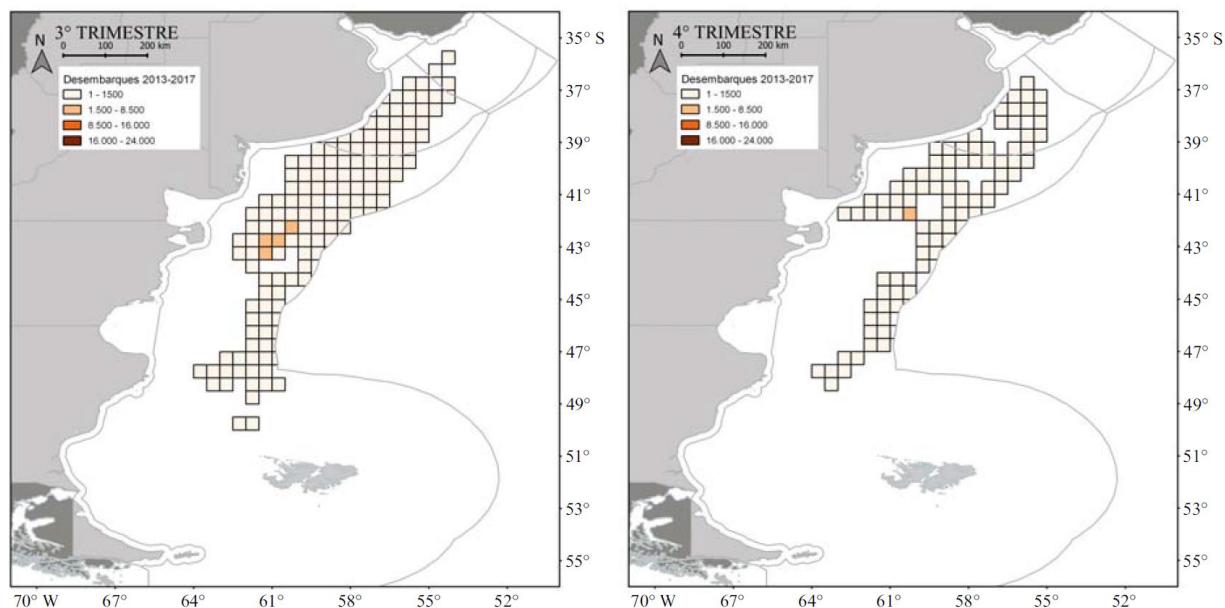 3° TRIMESTRE
N
0 100 200 km
Desembarques 2013-2017
1 - 1500
1.500 - 8.500
8.500 - 16.000
16.000 - 24.000
4° TRIMESTRE
N
0 100 200 km
Desembarques 2013-2017
1 - 1500
1.500 - 8.500
8.500 - 16.000
16.000 - 24.000
35° S
37°
39°
41°
43°
45°
47°
49°
51°
53°
55°
35° S
37°
39°
41°
43°
45°
47°
49°
51°
53°
55°
70° W 64° 61° 58° 55° 52°
70° W 64° 61° 58° 55° 52°